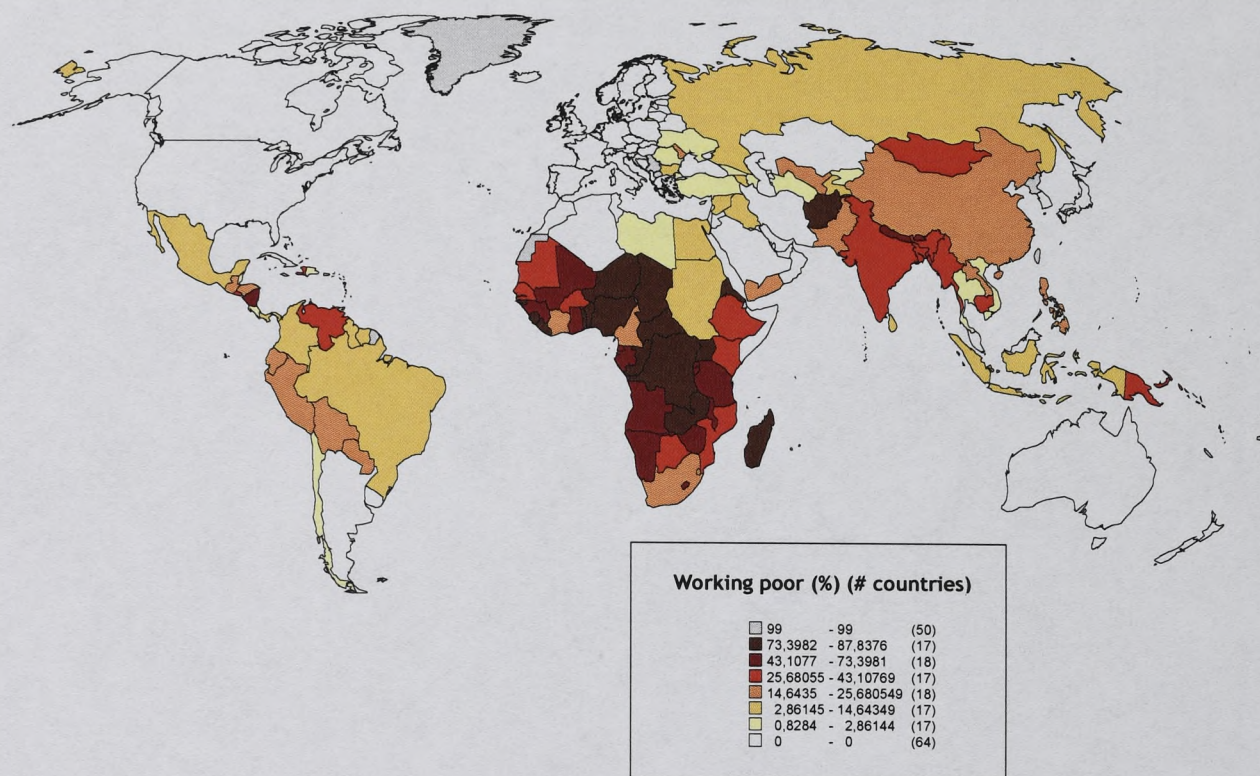 Working poor (%) (# countries)
99 - 99 (50)
73,3982 - 87,8376 (17)
43,1077 - 73,3981 (18)
25,68055 - 43,10769 (17)
14,6435 - 25,680549 (18)
2,86145 - 14,64349 (17)
0,8284 - 2,86144 (17)
0 - 0 (64)